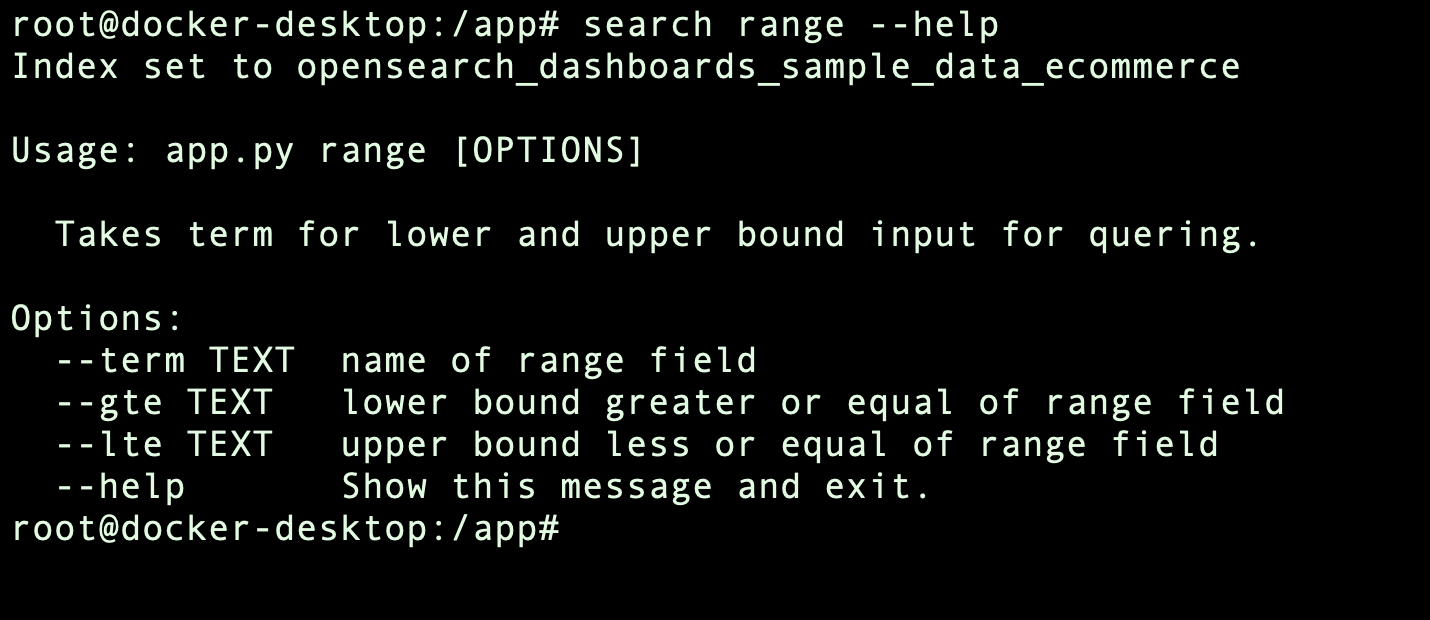 root@docker-desktop:/app# search range --help
Index set to opensearch_dashboards_sample_data_ecommerce
Usage: app.py range [OPTIONS]
Takes term for lower and upper bound input for quering.
Options:
--term TEXT  name of range field
--gte TEXT   lower bound greater or equal of range field
--lte TEXT   upper bound less or equal of range field
--help       Show this message and exit.
root@docker-desktop:/app#